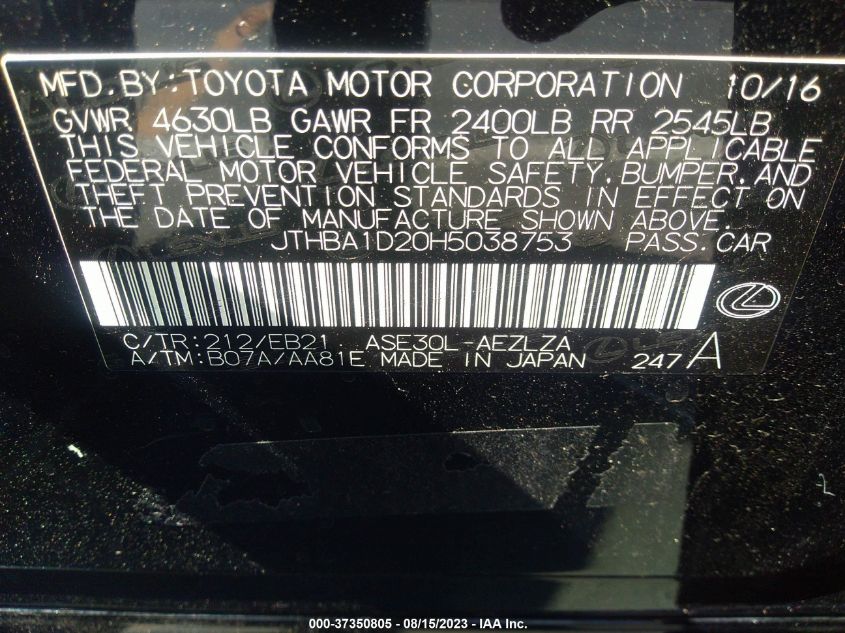 MFD.BY:TOYOTA MOTOR CORPORATION 10/16
GVWR 4630LB GAWR FR 2400LB RR 2545LB
THIS VEHICLE CONFORMS TO ALL APPLICABLE
FEDERAL MOTOR VEHICLE SAFETY,BUMPER,AND
THEFT PREVENTION STANDARDS IN EFFECT ON
THE DATE OF MANUFACTURE SHOWN ABOVE.
JTHBA1D20H5038753 PASS.CAR
C/TR:212/EB21 ASE30L-AEZLZA
A/TM:B07A/AA81E MADE IN JAPAN 247A
000-37350805 - 08/15/2023 - IAA Inc.